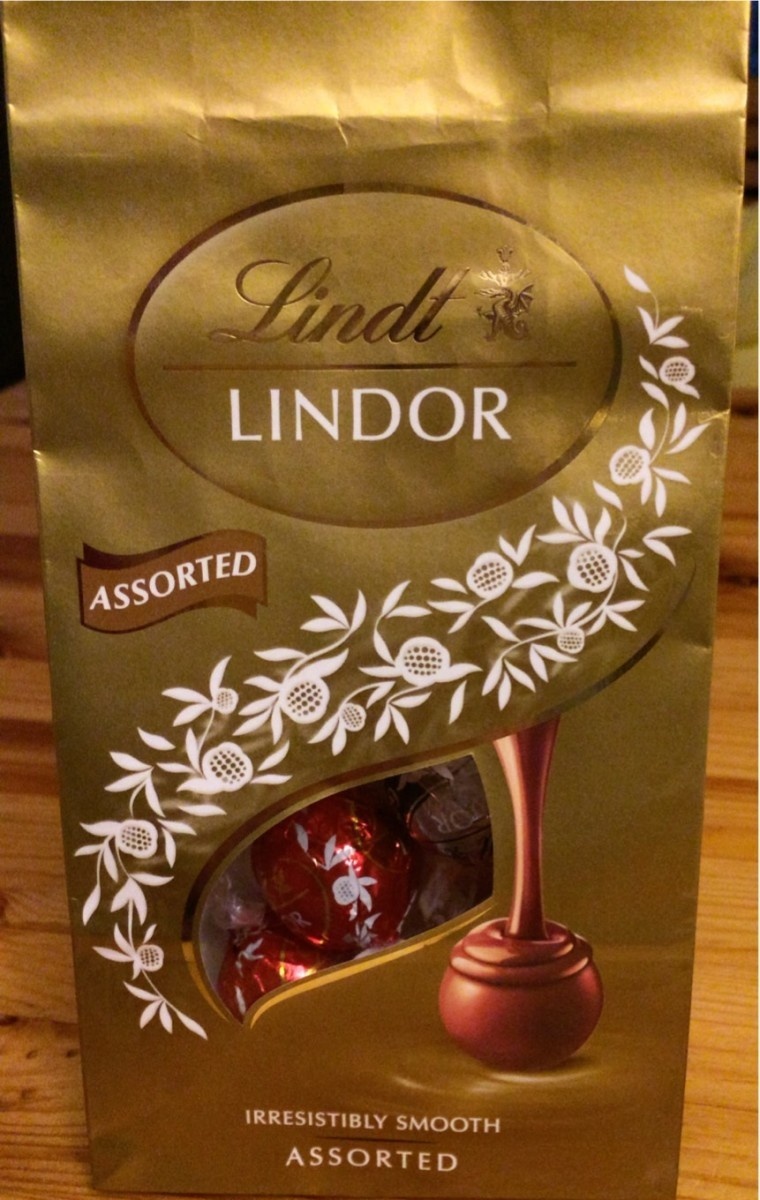 Lindt
LINDOR
ASSORTED
IRRESISTIBLY SMOOTH
ASSORTED